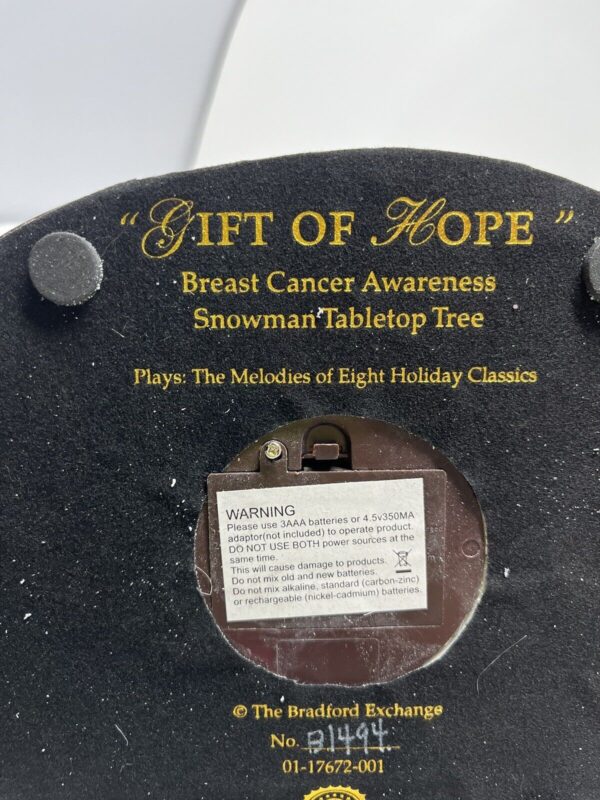 "GIFT OF HOPE"
Breast Cancer Awareness
Snowman Tabletop Tree
Plays: The Melodies of Eight Holiday Classics
WARNING
Please use 3AAA batteries or 4.5v350MA
adaptor(not included) to operate product.
DO NOT USE BOTH power sources at the
same time.
This will cause damage to products.
Do not mix old and new batteries.
Do not mix alkaline, standard (carbon-zinc)
or rechargeable (nickel-cadmium) batteries.
© The Bradford Exchange
No. B1494
01-17672-001